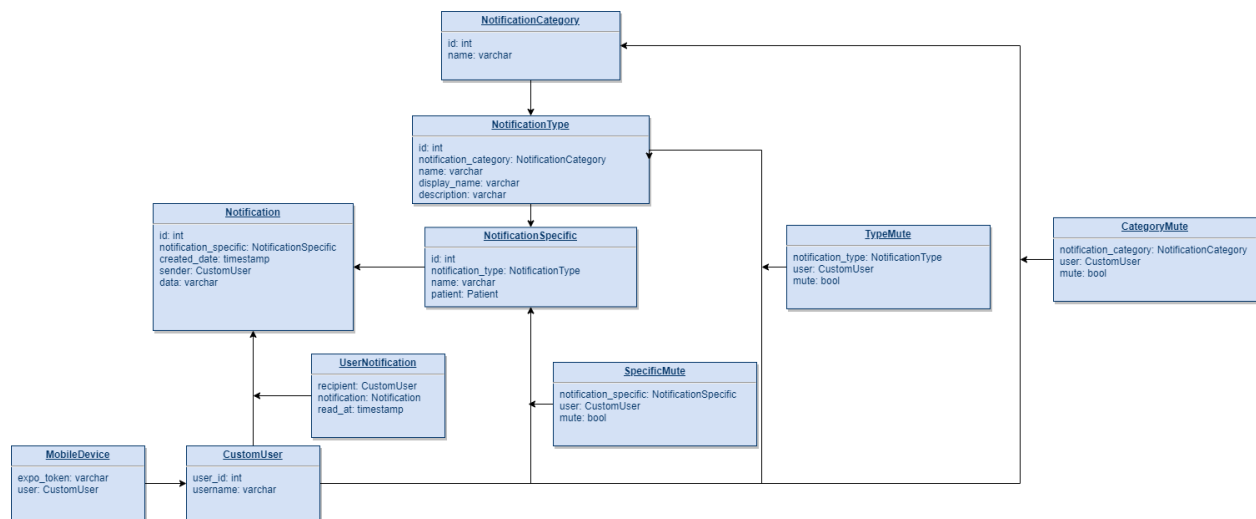 NotificationCategory
id: int
name: varchar
NotificationType
id: int
notification_category: NotificationCategory
name: varchar
display_name: varchar
description: varchar
Notification
id: int
notification_specific: NotificationSpecific
created_date: timestamp
sender: CustomUser
data: varchar
NotificationSpecific
id: int
notification_type: NotificationType
name: varchar
patient: Patient
TypeMute
notification_type: NotificationType
user: CustomUser
mute: bool
CategoryMute
notification_category: NotificationCategory
user: CustomUser
mute: bool
UserNotification
recipient: CustomUser
notification: Notification
read_at: timestamp
SpecificMute
notification_specific: NotificationSpecific
user: CustomUser
mute: bool
MobileDevice
expo_token: varchar
user: CustomUser
CustomUser
user_id: int
username: varchar